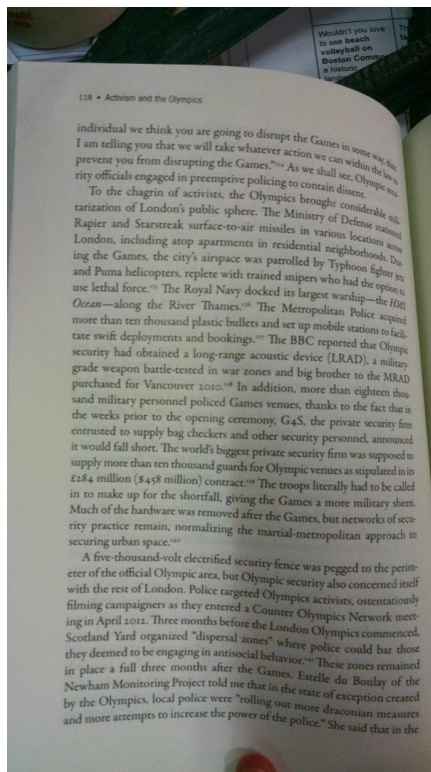 MADE
Wouldn't you love
to see beach
volleyball on
Boston Comm
a historic
118 • Activism and the Olympics
individual we think you are going to disrupt the Games in some way, then
I am telling you that we will take whatever action we can within the law to
prevent you from disrupting the Games."¹³⁴ As we shall see, Olympic secu-
rity officials engaged in preemptive policing to contain dissent.
To the chagrin of activists, the Olympics brought considerable mili-
tarization of London's public sphere. The Ministry of Defense stationed
Rapier and Starstreak surface-to-air missiles in various locations across
London, including atop apartments in residential neighborhoods. Dur-
ing the Games, the city's airspace was patrolled by Typhoon fighter jets
and Puma helicopters, replete with trained snipers who had the option to
use lethal force.¹³⁵ The Royal Navy docked its largest warship—the HMS
Ocean—along the River Thames.¹³⁶ The Metropolitan Police acquired
more than ten thousand plastic bullets and set up mobile stations to facili-
tate swift deployments and bookings.¹³⁷ The BBC reported that Olympic
security had obtained a long-range acoustic device (LRAD), a military-
grade weapon battle-tested in war zones and big brother to the MRAD
purchased for Vancouver 2010.¹³⁸ In addition, more than eighteen thou-
sand military personnel policed Games venues, thanks to the fact that in
the weeks prior to the opening ceremony, G4S, the private security firm
entrusted to supply bag checkers and other security personnel, announced
it would fall short. The world's biggest private security firm was supposed to
supply more than ten thousand guards for Olympic venues as stipulated in its
£284 million ($458 million) contract.¹³⁹ The troops literally had to be called
in to make up for the shortfall, giving the Games a more military sheen.
Much of the hardware was removed after the Games, but networks of secu-
rity practice remain, normalizing the martial-metropolitan approach to
securing urban space.¹⁴⁰
A five-thousand-volt electrified security fence was pegged to the perim-
eter of the official Olympic area, but Olympic security also concerned itself
with the rest of London. Police targeted Olympics activists, ostentatiously
filming campaigners as they entered a Counter Olympics Network meet-
ing in April 2012. Three months before the London Olympics commenced,
Scotland Yard organized "dispersal zones" where police could bar those
they deemed to be engaging in antisocial behavior.¹⁴¹ These zones remained
in place a full three months after the Games. Estelle du Boulay of the
Newham Monitoring Project told me that in the state of exception created
by the Olympics, local police were "rolling out more draconian measures
and more attempts to increase the power of the police." She said that in the